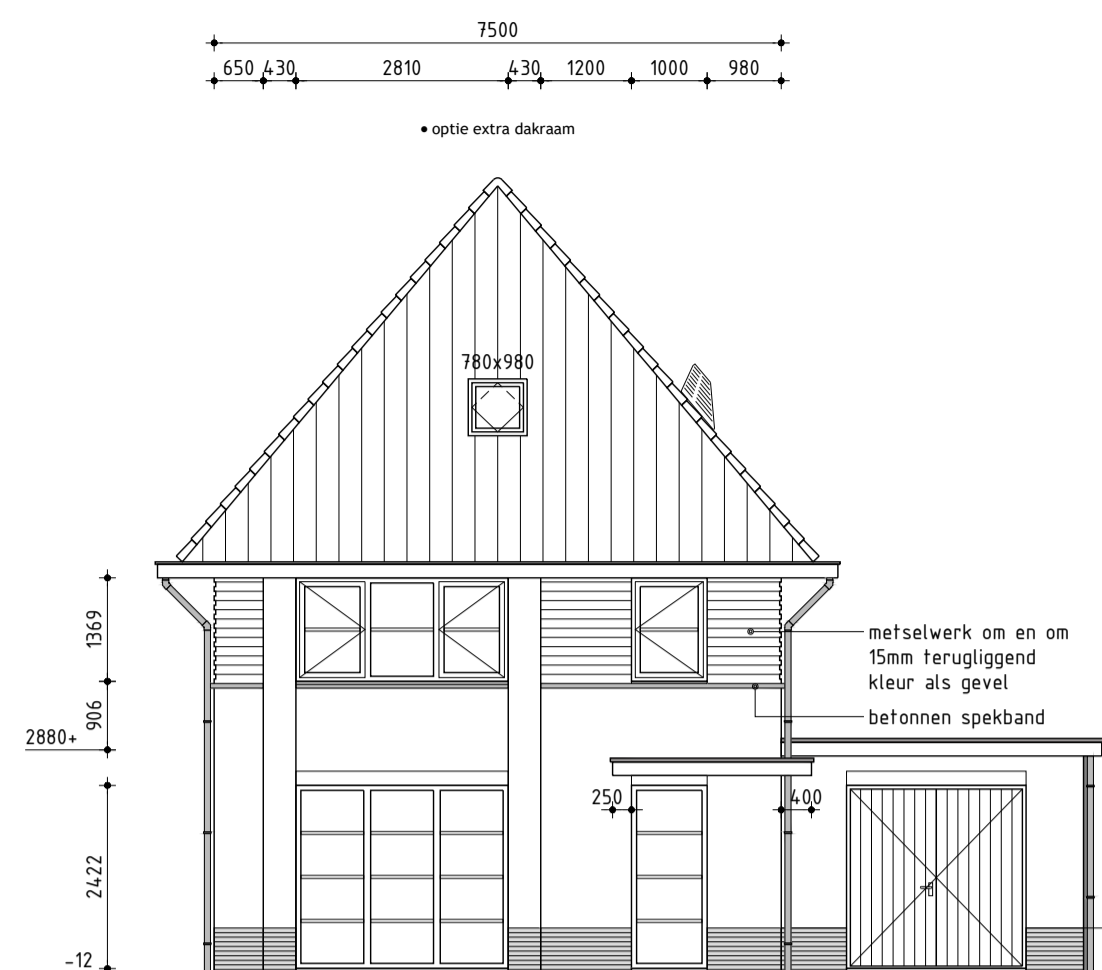 7500
650 430 2810 430 1200 1000 980
• optie extra dakraam
780x980
1369
metselwerk om en om
15mm terugliggend
kleur als gevel
906
betonnen spekband
2880+
250 400
2422
-12